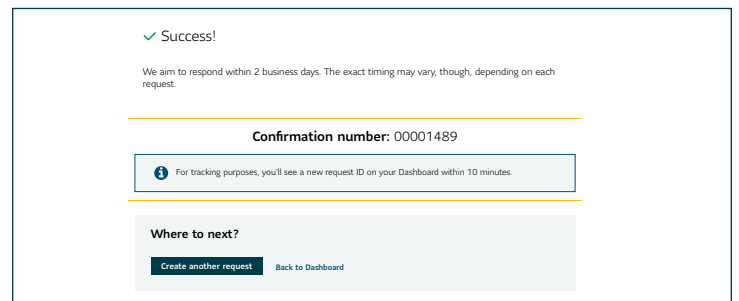 Success!
We aim to respond within 2 business days. The exact timing may vary, though, depending on each
request.
Confirmation number: 00001489
For tracking purposes, you'll see a new request ID on your Dashboard within 10 minutes.
Where to next?
Create another request Back to Dashboard